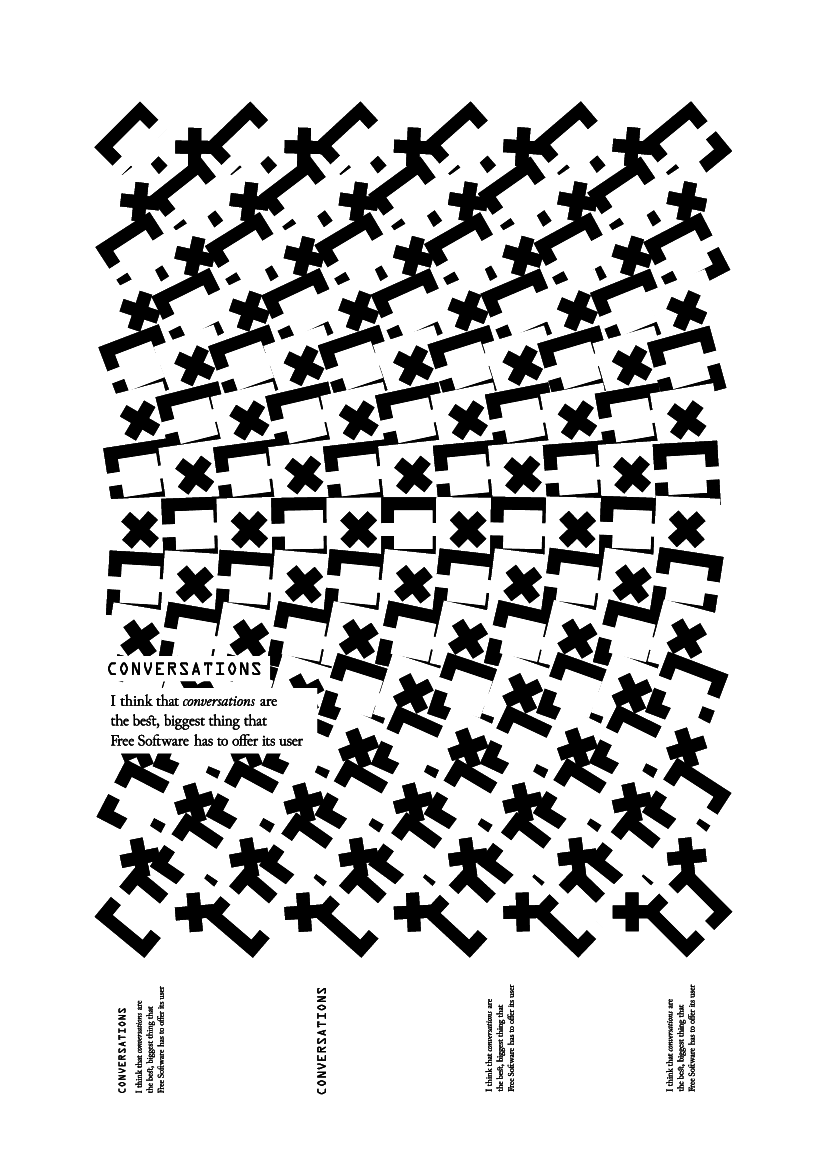 CONVERSATIONS
I think that conversations are
the best, biggest thing that
Free Software has to offer its user
CONVERSATIONS
I think that conversations are
the best, biggest thing that
Free Software has to offer its user
CONVERSATIONS
I think that conversations are
the best, biggest thing that
Free Software has to offer its user
I think that conversations are
the best, biggest thing that
Free Software has to offer its user